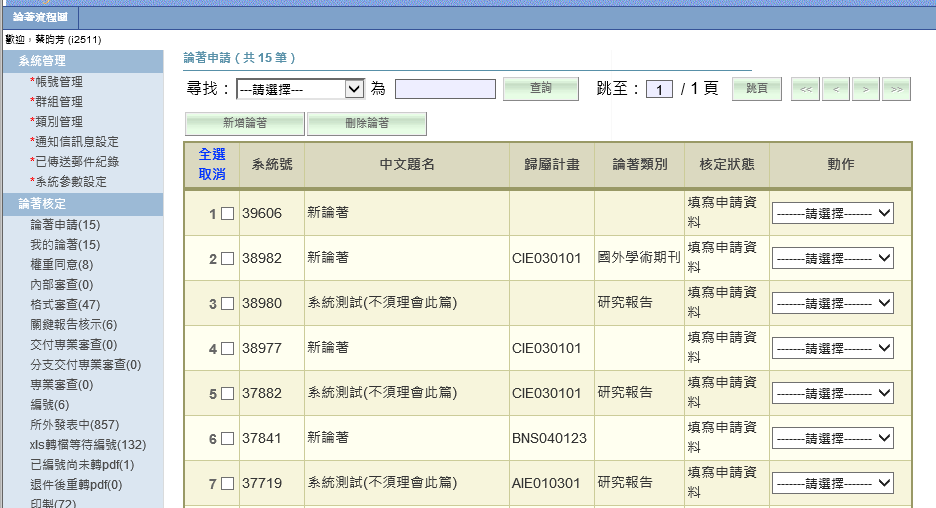 論著流程圖
歡迎，蔡昀芳 (i2511)
系統管理
*帳號管理
*群組管理
*類別管理
*通知信訊息設定
*已傳送郵件紀錄
*系統參數設定
論著核定
論著申請(15)
我的論著(15)
權重同意(8)
內部審查(0)
格式審查(47)
關鍵報告核示(6)
交付專業審查(0)
分支交付專業審查(0)
專業審查(0)
編號(6)
所外發表中(857)
xls轉檔等待編號(132)
已編號尚未轉pdf(1)
退件後重轉pdf(0)
印製(72)
論著申請 ( 共 15 筆 )
尋找： ---請選擇--- 為 查詢 跳至： 1 / 1 頁 跳頁 << < > >>
新增論著 刪除論著
全選 取消 系統號 中文題名 歸屬計畫 論著類別 核定狀態 動作
1 39606 新論著 填寫申請資料 -------請選擇-------
2 38982 新論著 CIE030101 國外學術期刊 填寫申請資料 -------請選擇-------
3 38980 系統測試(不須理會此篇) 研究報告 填寫申請資料 -------請選擇-------
4 38977 新論著 CIE030101 填寫申請資料 -------請選擇-------
5 37882 系統測試(不須理會此篇) CIE030101 研究報告 填寫申請資料 -------請選擇-------
6 37841 新論著 BNS040123 填寫申請資料 -------請選擇-------
7 37719 系統測試(不須理會此篇) AIE010301 研究報告 填寫申請資料 -------請選擇-------